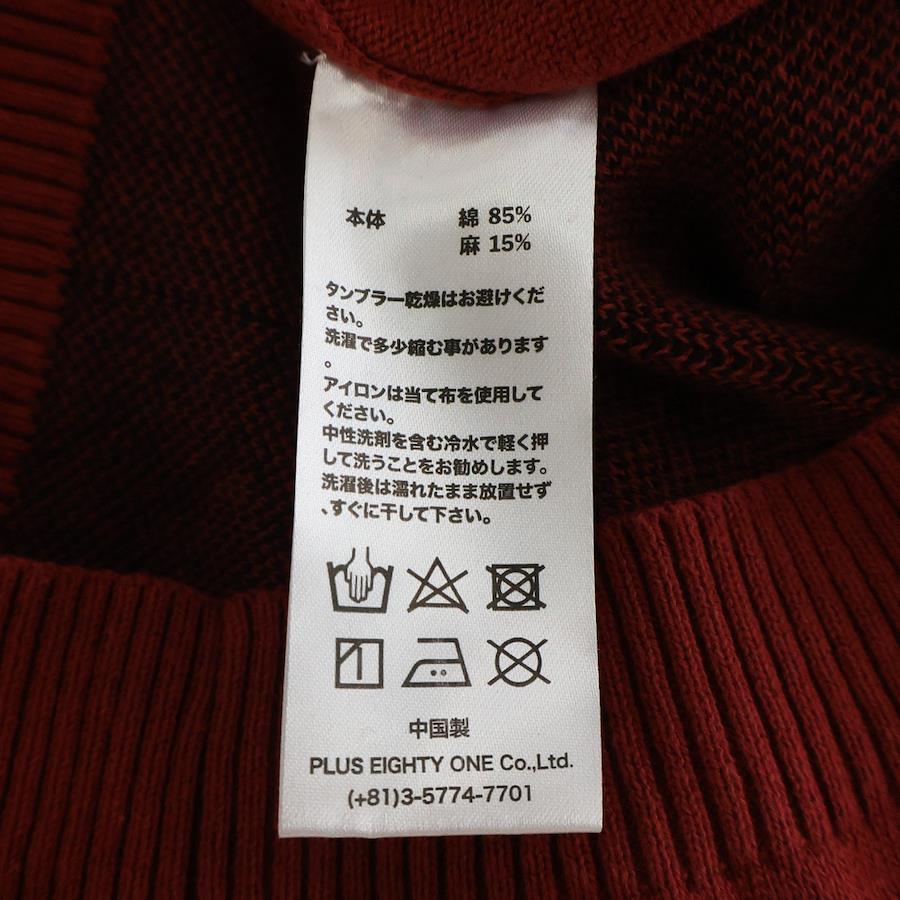 本体 綿 85%
麻 15%
タンブラー乾燥はお避けくだ
さい。
洗濯で多少縮む事があります
。
アイロンは当て布を使用して
ください。
中性洗剤を含む冷水で軽く押
して洗うことをお勧めします。
洗濯後は濡れたまま放置せず
、すぐに干して下さい。
中国製
PLUS EIGHTY ONE Co.,Ltd.
(+81)3-5774-7701